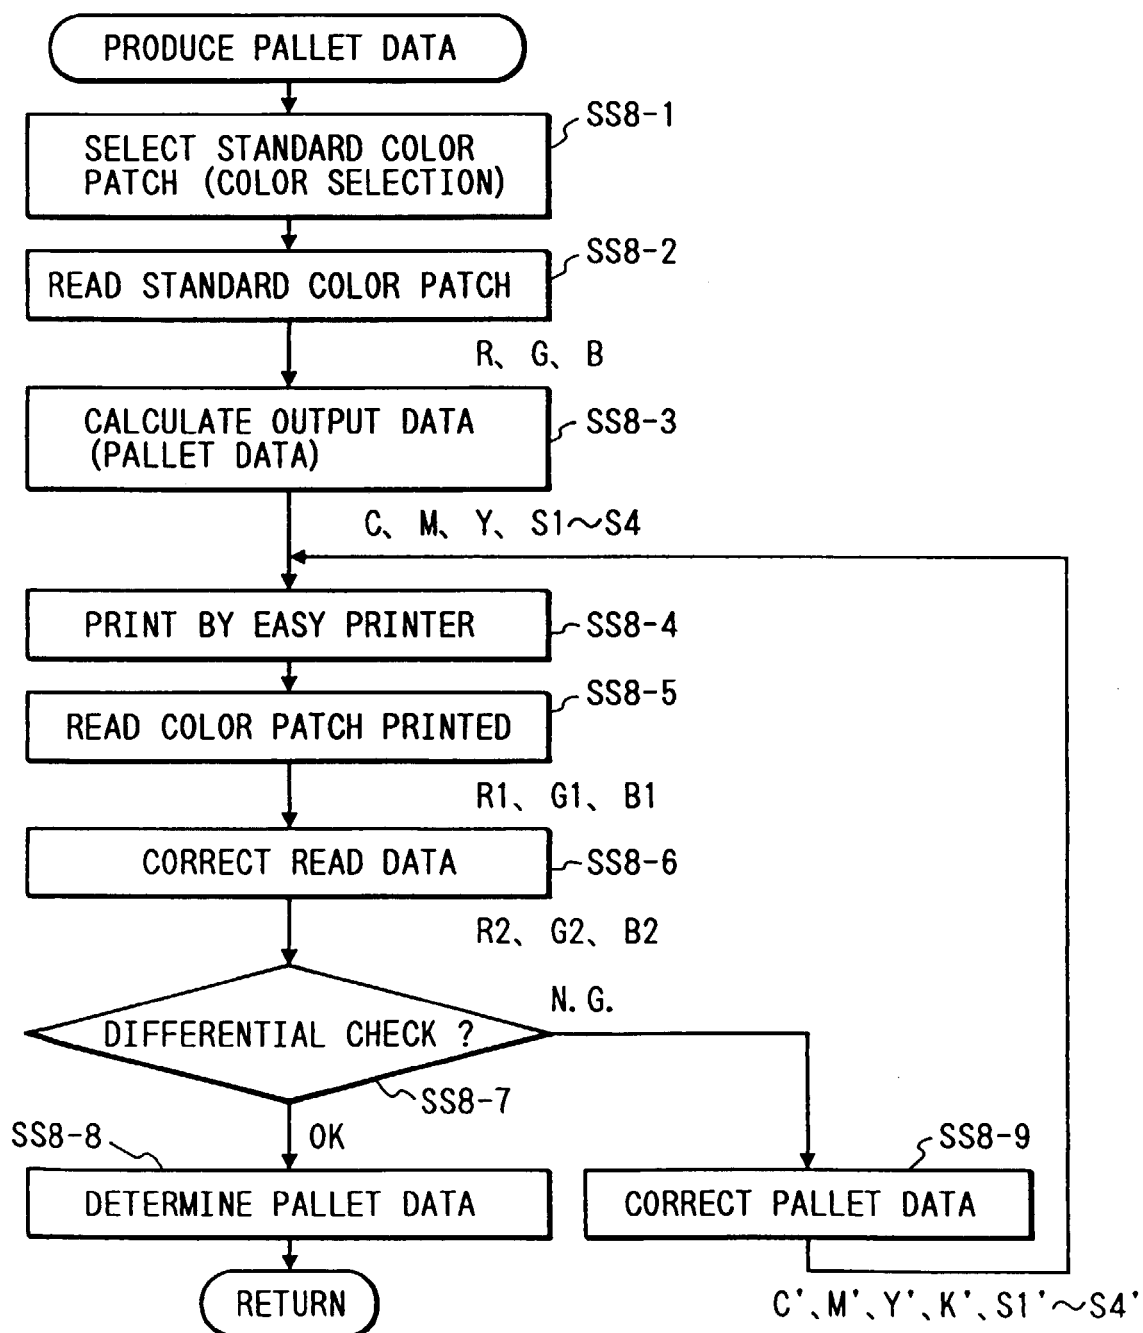 PRODUCE PALLET DATA
SS8-1
SELECT STANDARD COLOR
PATCH (COLOR SELECTION)
SS8-2
READ STANDARD COLOR PATCH
R、G、B
CALCULATE OUTPUT DATA
(PALLET DATA)
SS8-3
C、M、Y、S1〜S4
PRINT BY EASY PRINTER
SS8-4
SS8-5
READ COLOR PATCH PRINTED
R1、G1、B1
CORRECT READ DATA
SS8-6
R2、G2、B2
N.G.
DIFFERENTIAL CHECK ?
SS8-7
OK
SS8-8
DETERMINE PALLET DATA
SS8-9
CORRECT PALLET DATA
RETURN
C'、M'、Y'、K'、S1'〜S4'